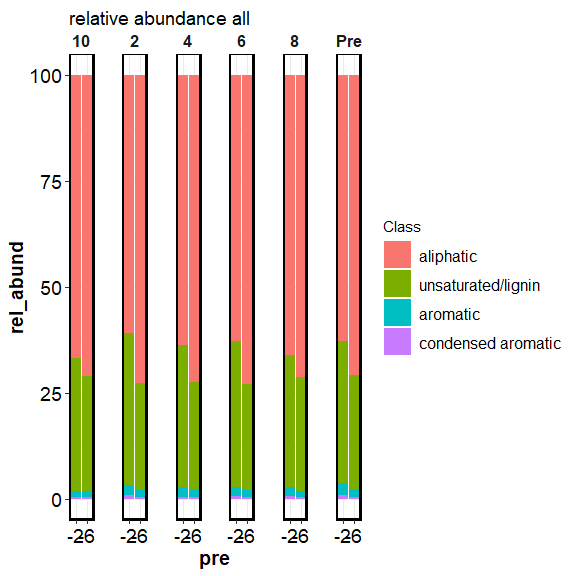 relative abundance all
10 2 4 6 8 Pre
100
75
50
25
0
rel_abund
-26 -26 -26 -26 -26 -26
pre
Class
aliphatic
unsaturated/lignin
aromatic
condensed aromatic